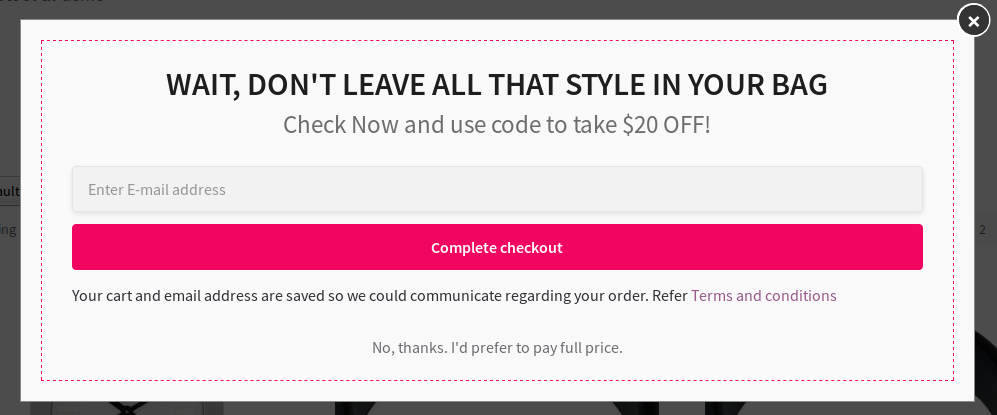 WAIT, DON'T LEAVE ALL THAT STYLE IN YOUR BAG
Check Now and use code to take $20 OFF!
Enter E-mail address
Complete checkout
Your cart and email address are saved so we could communicate regarding your order. Refer Terms and conditions
2
No, thanks. I'd prefer to pay full price.